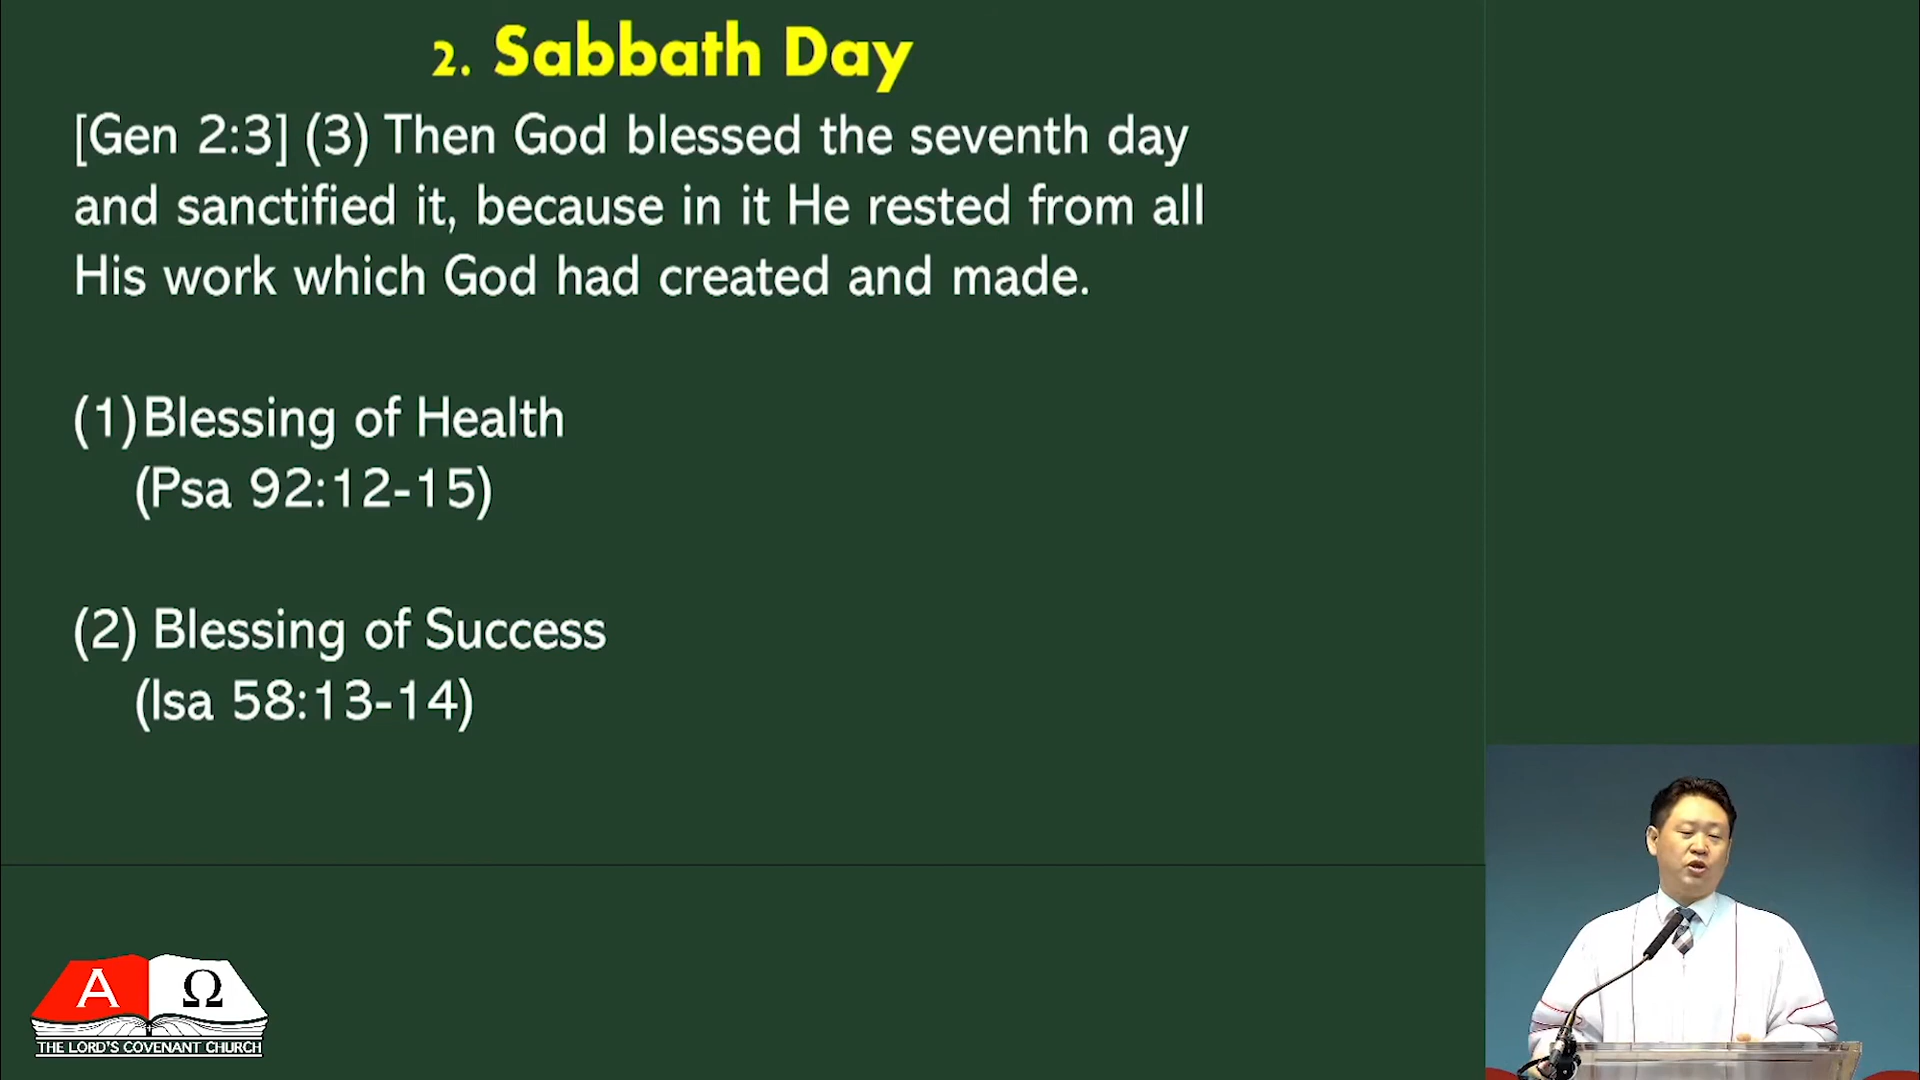 2. Sabbath Day
[Gen 2:3] (3) Then God blessed the seventh day
and sanctified it, because in it He rested from all
His work which God had created and made.
(1)Blessing of Health
(Psa 92:12-15)
(2) Blessing of Success
(Isa 58:13-14)
Α Ω
THE LORD'S COVENANT CHURCH